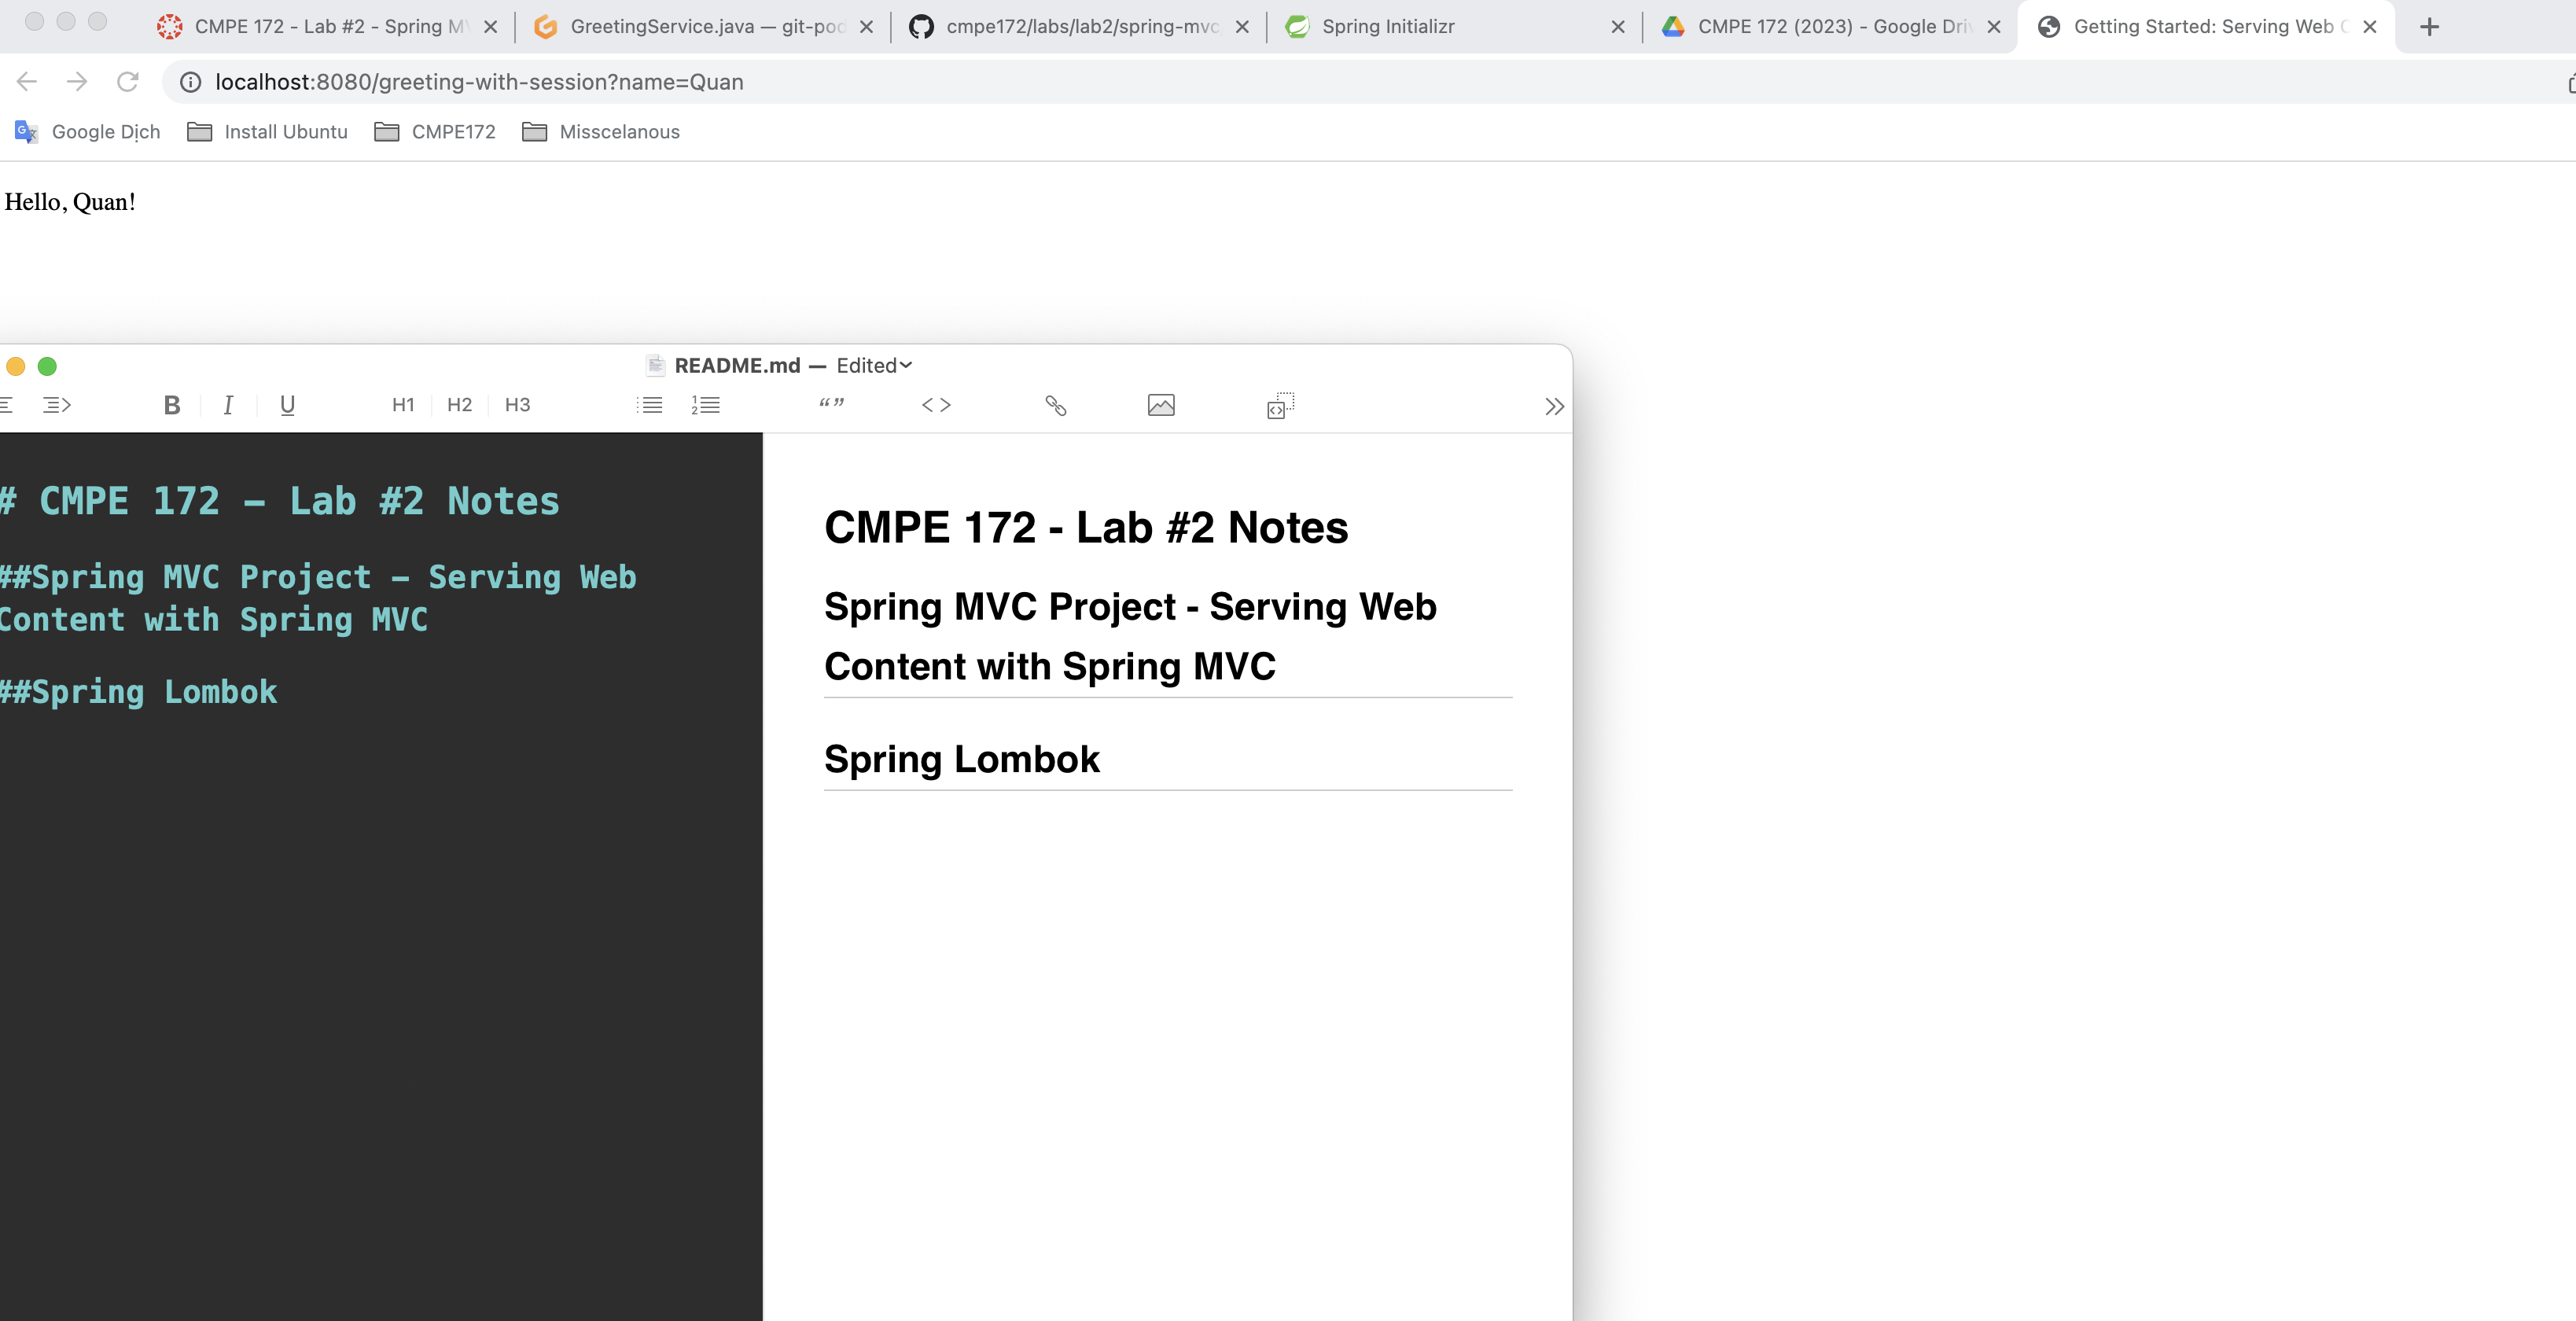 CMPE 172 - Lab #2 - Spring M
GreetingService.java — git-pod
cmpe172/labs/lab2/spring-mvc
Spring Initializr
CMPE 172 (2023) - Google Dri
Getting Started: Serving Web
localhost:8080/greeting-with-session?name=Quan
Google Dịch
Install Ubuntu
CMPE172
Misscelanous
Hello, Quan!
README.md — Edited
B I U H1 H2 H3
# CMPE 172 - Lab #2 Notes
##Spring MVC Project - Serving Web
Content with Spring MVC
##Spring Lombok
CMPE 172 - Lab #2 Notes
Spring MVC Project - Serving Web
Content with Spring MVC
Spring Lombok